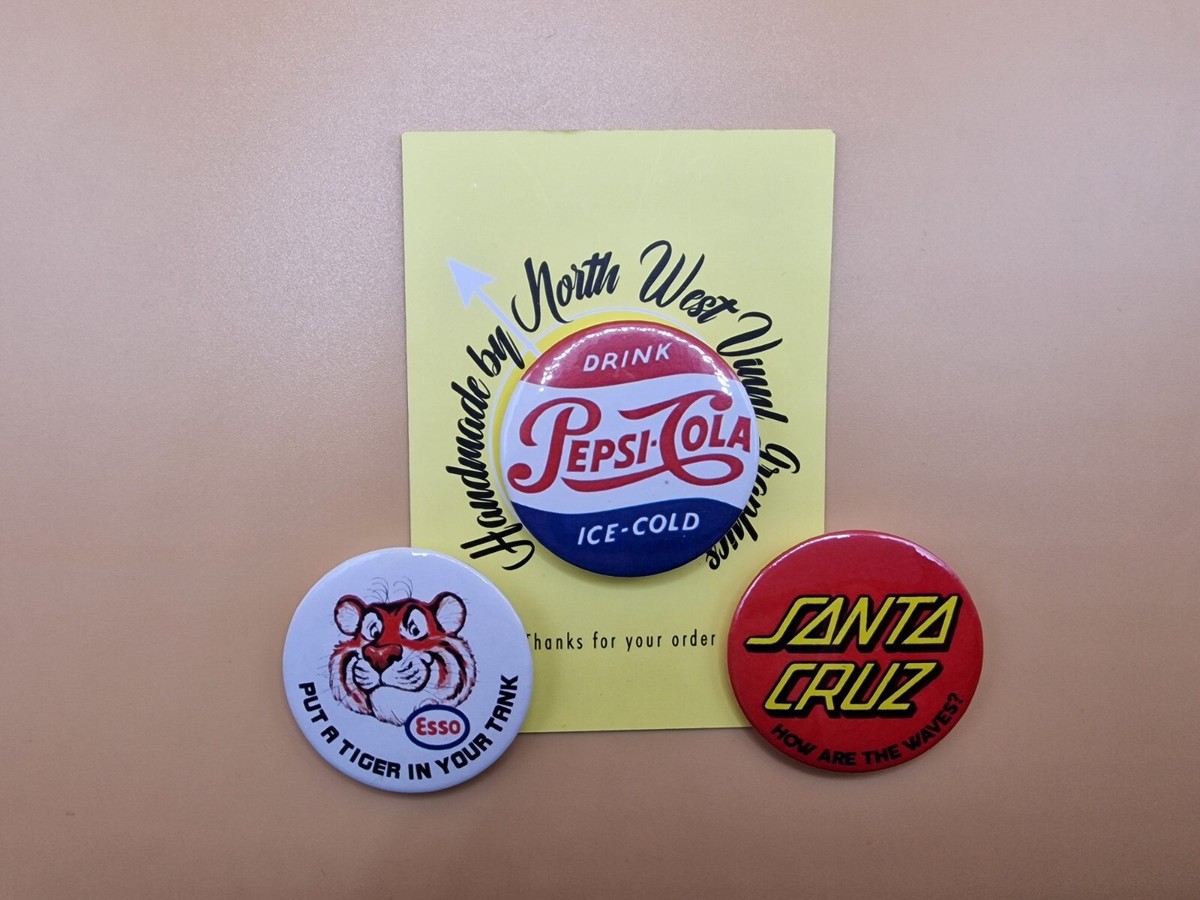 Handmade by North West Vinyl Graphics
DRINK
PEPSI-COLA
ICE-COLD
Thanks for your order
ESSO
PUT A TIGER IN YOUR TANK
SANTA
CRUZ
HOW ARE THE WAVES?